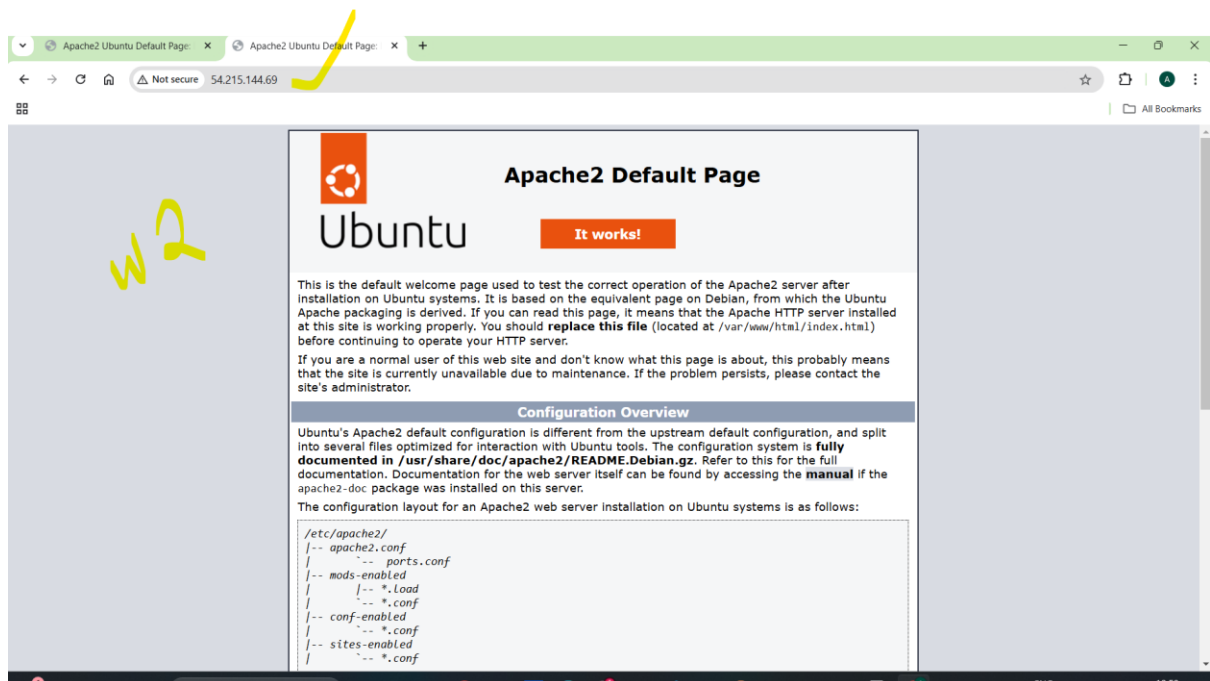 Apache2 Ubuntu Default Page:
Apache2 Ubuntu Default Page:
Not secure 54.215.144.69
A
All Bookmarks
w2
Ubuntu
Apache2 Default Page
It works!
This is the default welcome page used to test the correct operation of the Apache2 server after
installation on Ubuntu systems. It is based on the equivalent page on Debian, from which the Ubuntu
Apache packaging is derived. If you can read this page, it means that the Apache HTTP server installed
at this site is working properly. You should replace this file (located at /var/www/html/index.html)
before continuing to operate your HTTP server.
If you are a normal user of this web site and don't know what this page is about, this probably means
that the site is currently unavailable due to maintenance. If the problem persists, please contact the
site's administrator.
Configuration Overview
Ubuntu's Apache2 default configuration is different from the upstream default configuration, and split
into several files optimized for interaction with Ubuntu tools. The configuration system is fully
documented in /usr/share/doc/apache2/README.Debian.gz. Refer to this for the full
documentation. Documentation for the web server itself can be found by accessing the manual if the
apache2-doc package was installed on this server.
The configuration layout for an Apache2 web server installation on Ubuntu systems is as follows:
/etc/apache2/
|-- apache2.conf
|       `--  ports.conf
|-- mods-enabled
|       |-- *.load
|       `-- *.conf
|-- conf-enabled
|       `-- *.conf
|-- sites-enabled
|       `-- *.conf